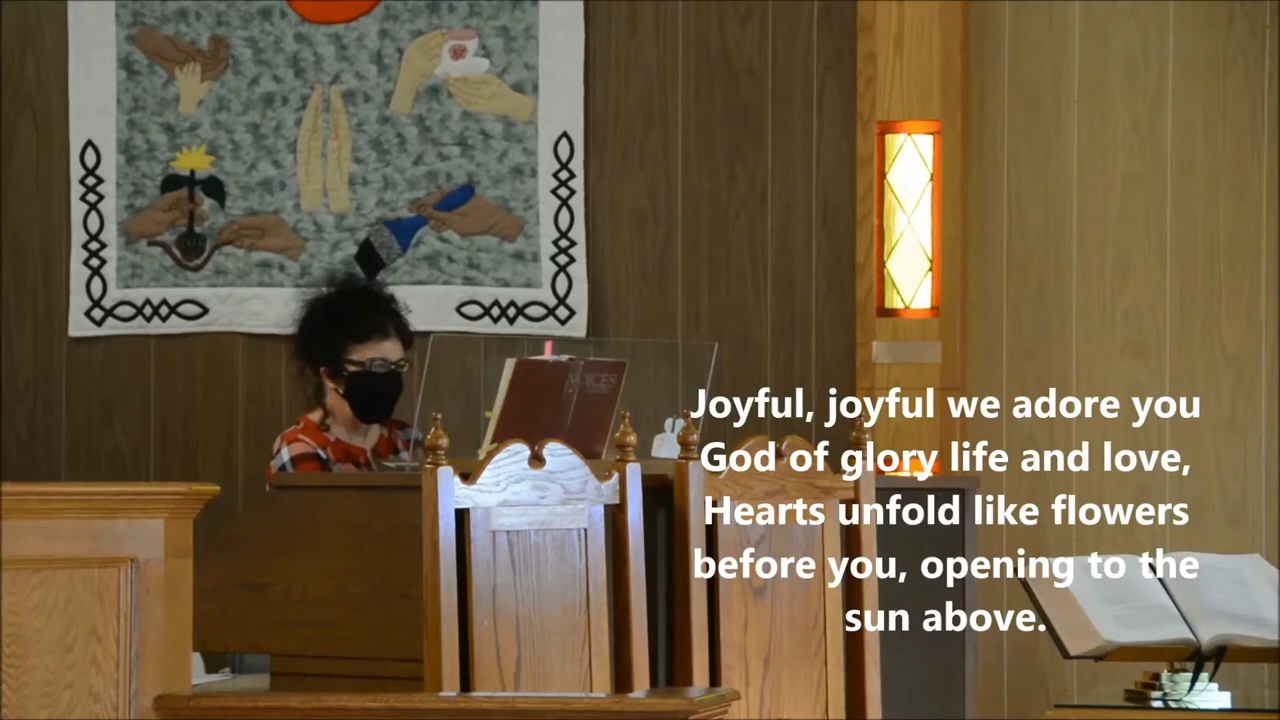 VOICES
Joyful, joyful we adore you
God of glory life and love,
Hearts unfold like flowers
before you, opening to the
sun above.